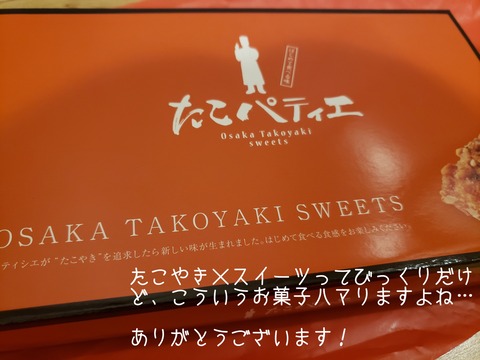 たこパティエ
Osaka Takoyaki
sweets
OSAKA TAKOYAKI SWEETS
ティシエが“たこやき”を追求したら新しい味が生まれました。はじめて食べる食感をお楽しみください。
たこやき×スイーツってびっくりだけ
ど、こういうお菓子ハマりますよね…
ありがとうございます！